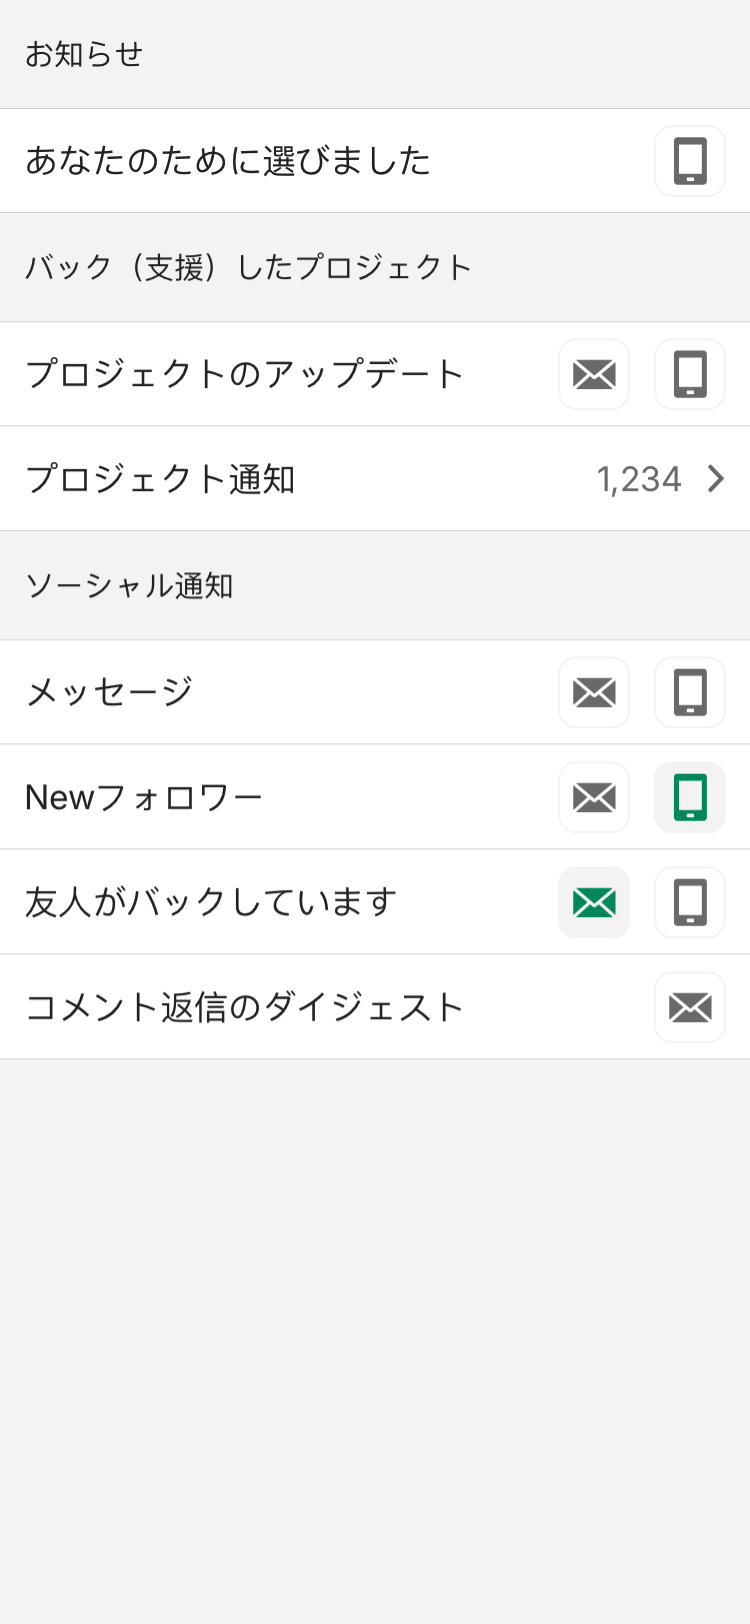 お知らせ
あなたのために選びました
バック（支援）したプロジェクト
プロジェクトのアップデート
プロジェクト通知 1,234
ソーシャル通知
メッセージ
Newフォロワー
友人がバックしています
コメント返信のダイジェスト